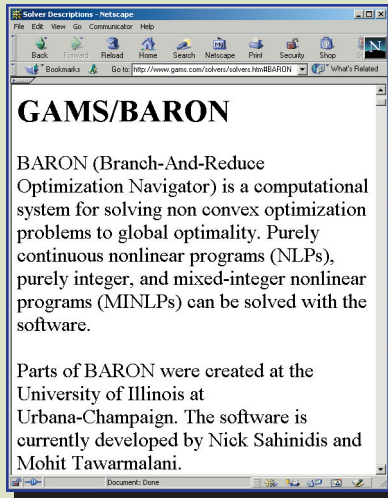 Solver Descriptions - Netscape
File Edit View Go Communicator Help
Back Forward Reload Home Search Netscape Print Security Shop
Bookmarks Go to: http://www.gams.com/solvers/solvers.htm#BARON What's Related
GAMS/BARON
BARON (Branch-And-Reduce
Optimization Navigator) is a computational
system for solving non convex optimization
problems to global optimality. Purely
continuous nonlinear programs (NLPs),
purely integer, and mixed-integer nonlinear
programs (MINLPs) can be solved with the
software.
Parts of BARON were created at the
University of Illinois at
Urbana-Champaign. The software is
currently developed by Nick Sahinidis and
Mohit Tawarmalani.
Document: Done